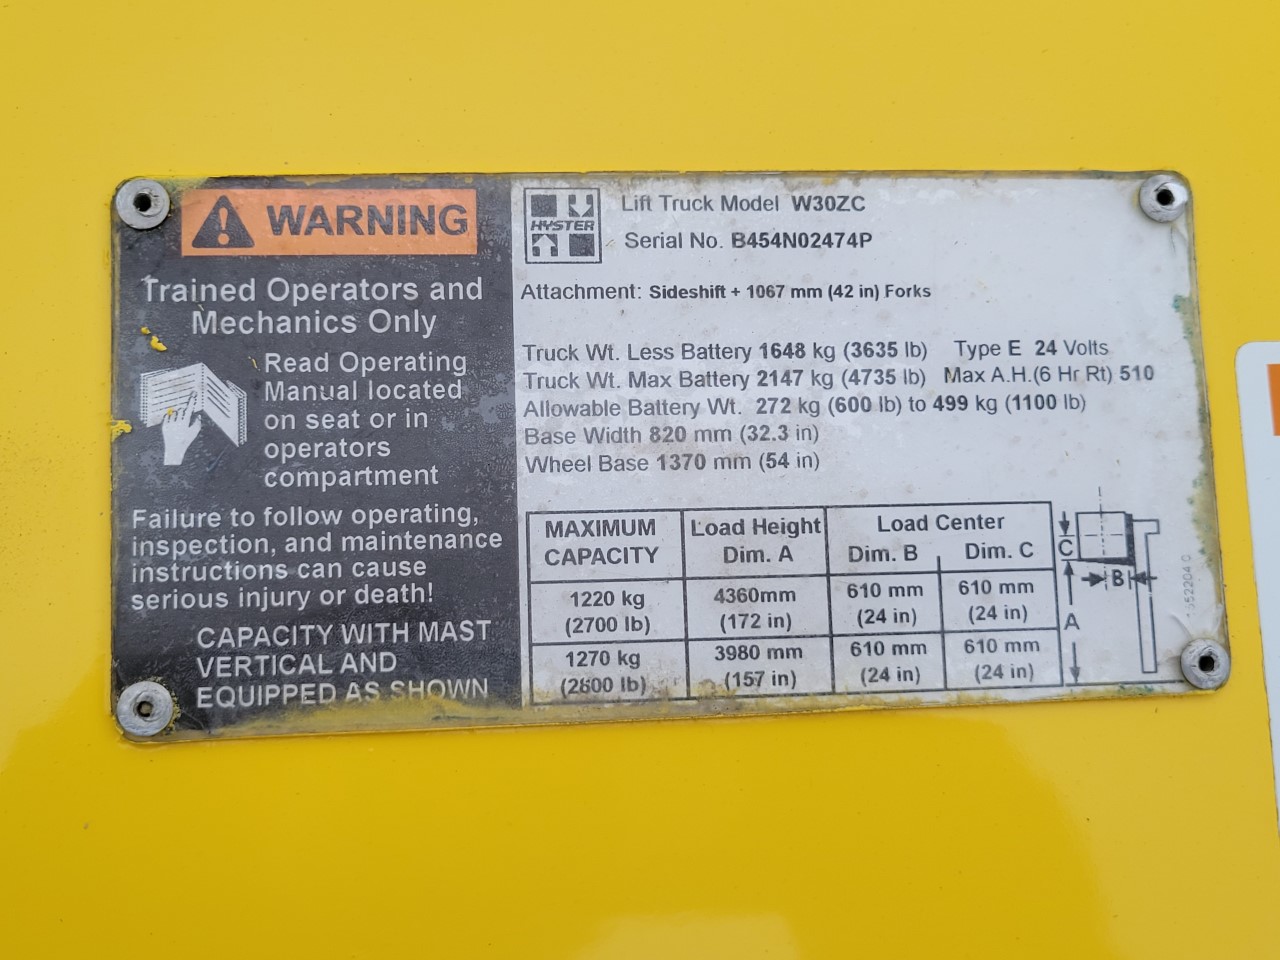 WARNING
Trained Operators and
Mechanics Only
Read Operating
Manual located
on seat or in
operators
compartment
Failure to follow operating,
inspection, and maintenance
instructions can cause
serious injury or death!
CAPACITY WITH MAST
VERTICAL AND
EQUIPPED AS SHOWN
HYSTER
Lift Truck Model W30ZC
Serial No. B454N02474P
Attachment: Sideshift + 1067 mm (42 in) Forks
Truck Wt. Less Battery 1648 kg (3635 lb) Type E 24 Volts
Truck Wt. Max Battery 2147 kg (4735 lb) Max A.H.(6 Hr Rt) 510
Allowable Battery Wt. 272 kg (600 lb) to 499 kg (1100 lb)
Base Width 820 mm (32.3 in)
Wheel Base 1370 mm (54 in)
MAXIMUM Load Height Load Center
CAPACITY Dim. A Dim. B Dim. C
1220 kg 4360mm 610 mm 610 mm
(2700 lb) (172 in) (24 in) (24 in)
1270 kg 3980 mm 610 mm 610 mm
(2800 lb) (157 in) (24 in) (24 in)
C
B
A